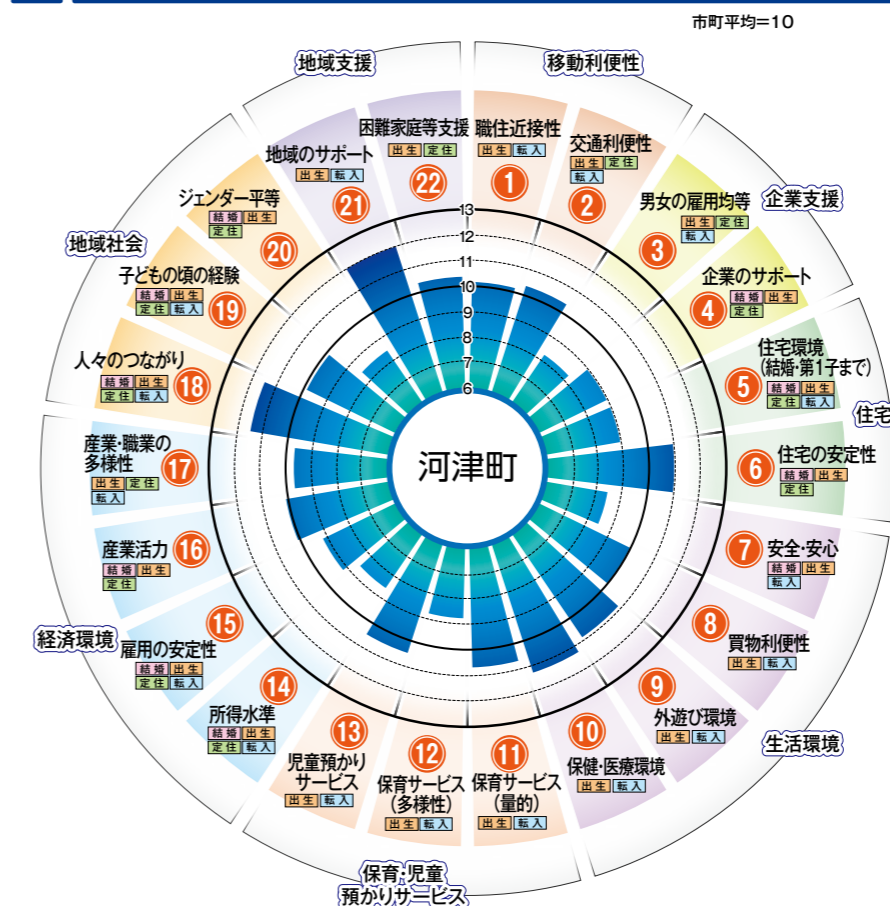 市町平均=10
地域支援
移動利便性
企業支援
住宅
生活環境
保育・児童
預かりサービス
経済環境
地域社会
職住近接性
出生 転入
1
交通利便性
出生 定住
転入
2
男女の雇用均等
出生 定住
転入
3
企業のサポート
結婚 出生
定住
4
住宅環境
(結婚・第1子まで)
結婚 出生
定住 転入
5
住宅の安定性
結婚 出生
定住
6
安全・安心
結婚 出生
転入
7
買物利便性
出生 転入
8
外遊び環境
出生 転入
9
保健・医療環境
出生 転入
10
保育サービス
(量的)
出生 転入
11
保育サービス
(多様性)
出生 転入
12
児童預かり
サービス
出生 転入
13
所得水準
結婚 出生
定住 転入
14
雇用の安定性
結婚 出生
定住 転入
15
産業活力
結婚 出生
定住
16
産業・職業の
多様性
出生 定住
転入
17
人々のつながり
結婚 出生
定住 転入
18
子どもの頃の経験
結婚 出生
定住 転入
19
ジェンダー平等
結婚 出生
定住
20
地域のサポート
出生 転入
21
困難家庭等支援
出生 定住
22
13
12
11
10
9
8
7
6
河津町